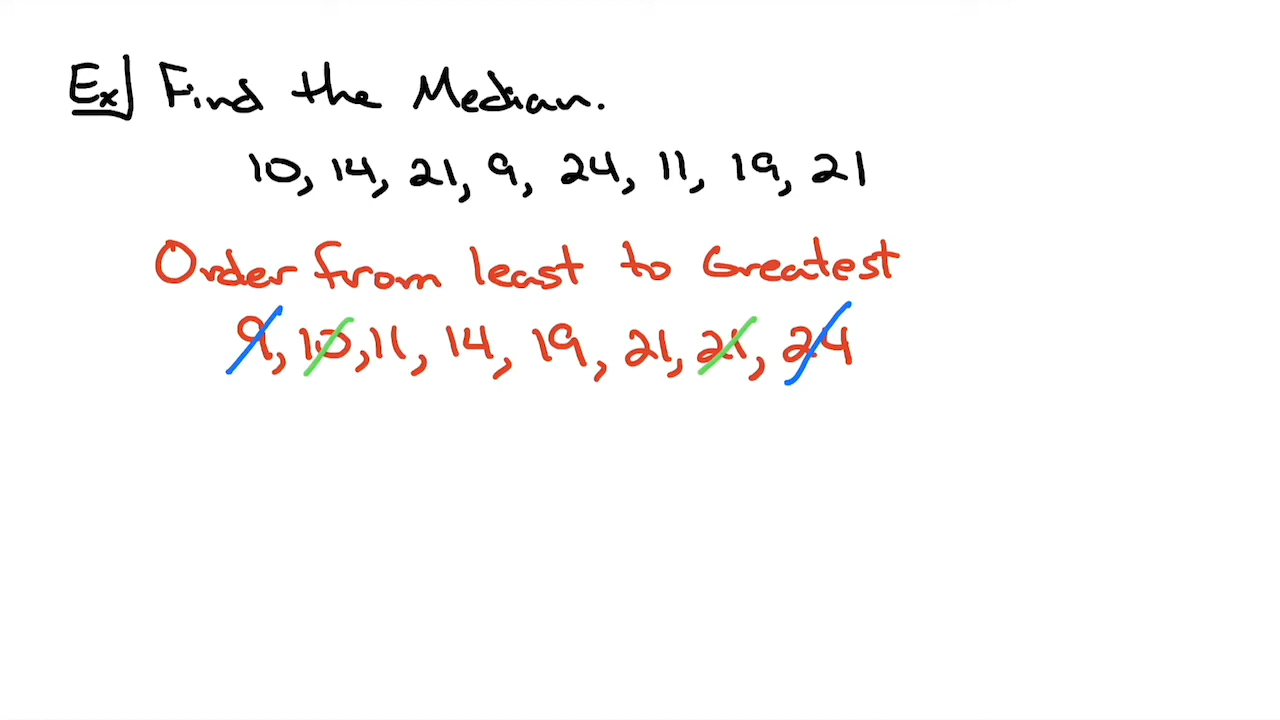 Ex] Find the Median.
10, 14, 21, 9, 24, 11, 19, 21
Order from least to Greatest
9, 10, 11, 14, 19, 21, 21, 24